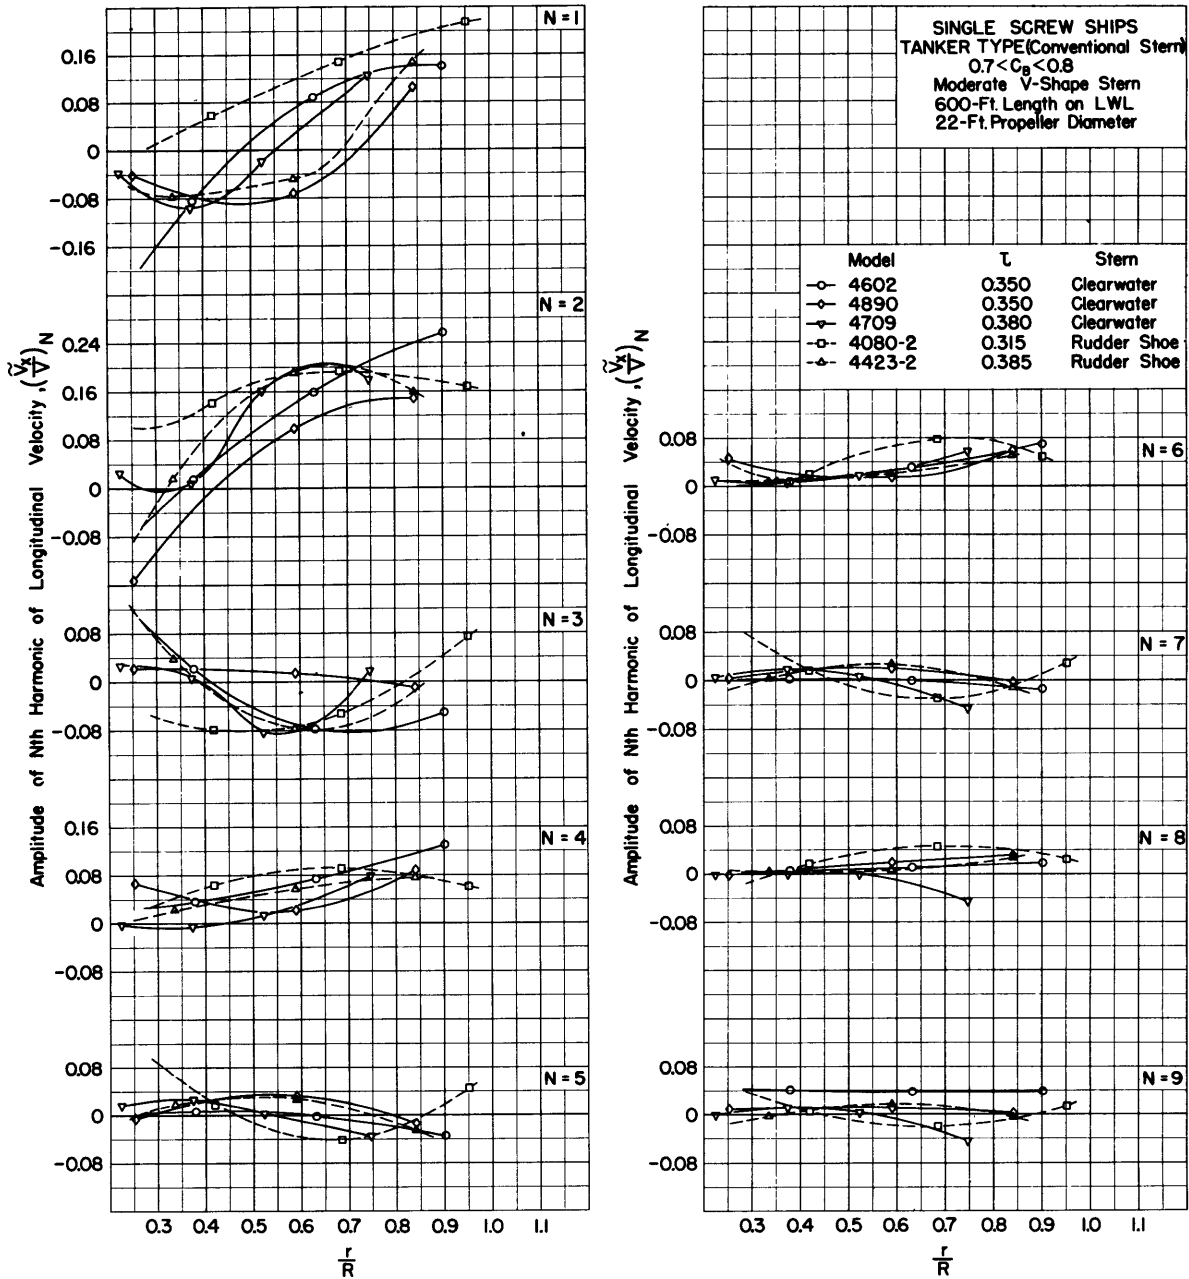 N = 1
0.16
0.08
0
-0.08
-0.16
N = 2
0.24
0.16
0.08
0
-0.08
N = 3
0.08
0
-0.08
N = 4
0.16
0.08
0
-0.08
N = 5
0.08
0
-0.08
0.3 0.4 0.5 0.6 0.7 0.8 0.9 1.0 1.1
r/R
Amplitude of Nth Harmonic of Longitudinal Velocity, (Ṽx/V)N
SINGLE SCREW SHIPS
TANKER TYPE (Conventional Stern)
0.7 < CB < 0.8
Moderate V-Shape Stern
600-Ft. Length on LWL
22-Ft. Propeller Diameter
Model τ Stern
4602 0.350 Clearwater
4890 0.350 Clearwater
4709 0.380 Clearwater
4080-2 0.315 Rudder Shoe
4423-2 0.385 Rudder Shoe
N = 6
0.08
0
-0.08
N = 7
0.08
0
-0.08
N = 8
0.08
0
-0.08
N = 9
0.08
0
-0.08
0.3 0.4 0.5 0.6 0.7 0.8 0.9 1.0 1.1
r/R
Amplitude of Nth Harmonic of Longitudinal Velocity, (Ṽx/V)N